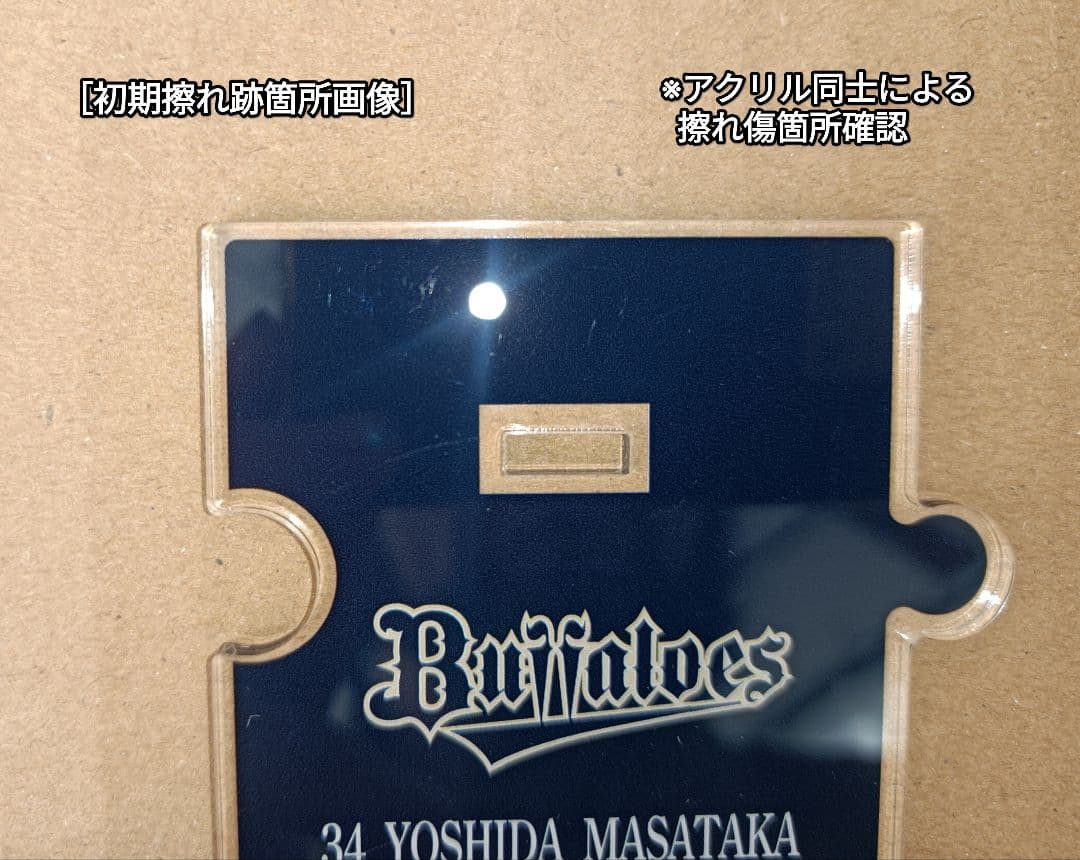 [初期擦れ跡箇所画像]
※アクリル同士による
擦れ傷箇所確認
Buffaloes
34 YOSHIDA MASATAKA